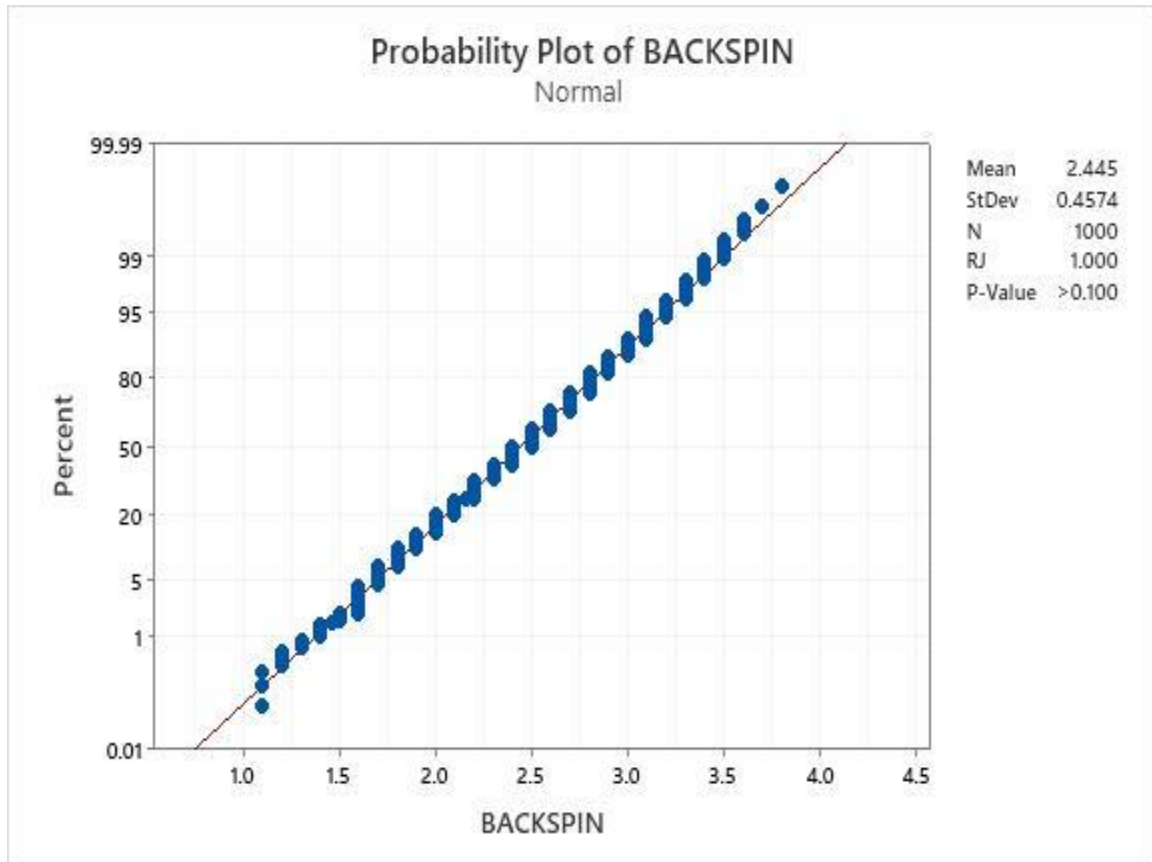 Probability Plot of BACKSPIN
Normal
99.99
99
95
80
50
20
5
1
0.01
Percent
1.0 1.5 2.0 2.5 3.0 3.5 4.0 4.5
BACKSPIN
Mean 2.445
StDev 0.4574
N 1000
RJ 1.000
P-Value >0.100